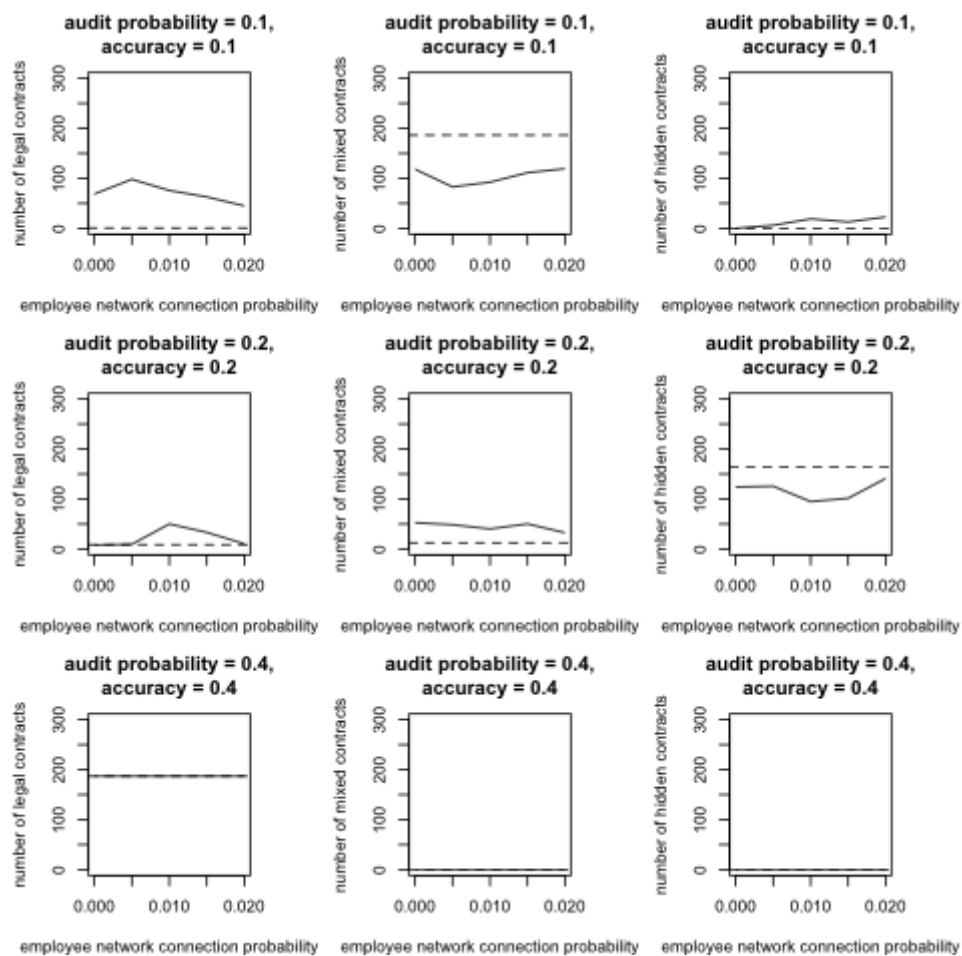 audit probability = 0.1,
accuracy = 0.1
number of legal contracts
300
200
100
0
0.000 0.010 0.020
employee network connection probability
audit probability = 0.1,
accuracy = 0.1
number of mixed contracts
300
200
100
0
0.000 0.010 0.020
employee network connection probability
audit probability = 0.1,
accuracy = 0.1
number of hidden contracts
300
200
100
0
0.000 0.010 0.020
employee network connection probability
audit probability = 0.2,
accuracy = 0.2
number of legal contracts
300
200
100
0
0.000 0.010 0.020
employee network connection probability
audit probability = 0.2,
accuracy = 0.2
number of mixed contracts
300
200
100
0
0.000 0.010 0.020
employee network connection probability
audit probability = 0.2,
accuracy = 0.2
number of hidden contracts
300
200
100
0
0.000 0.010 0.020
employee network connection probability
audit probability = 0.4,
accuracy = 0.4
number of legal contracts
300
200
100
0
0.000 0.010 0.020
employee network connection probability
audit probability = 0.4,
accuracy = 0.4
number of mixed contracts
300
200
100
0
0.000 0.010 0.020
employee network connection probability
audit probability = 0.4,
accuracy = 0.4
number of hidden contracts
300
200
100
0
0.000 0.010 0.020
employee network connection probability